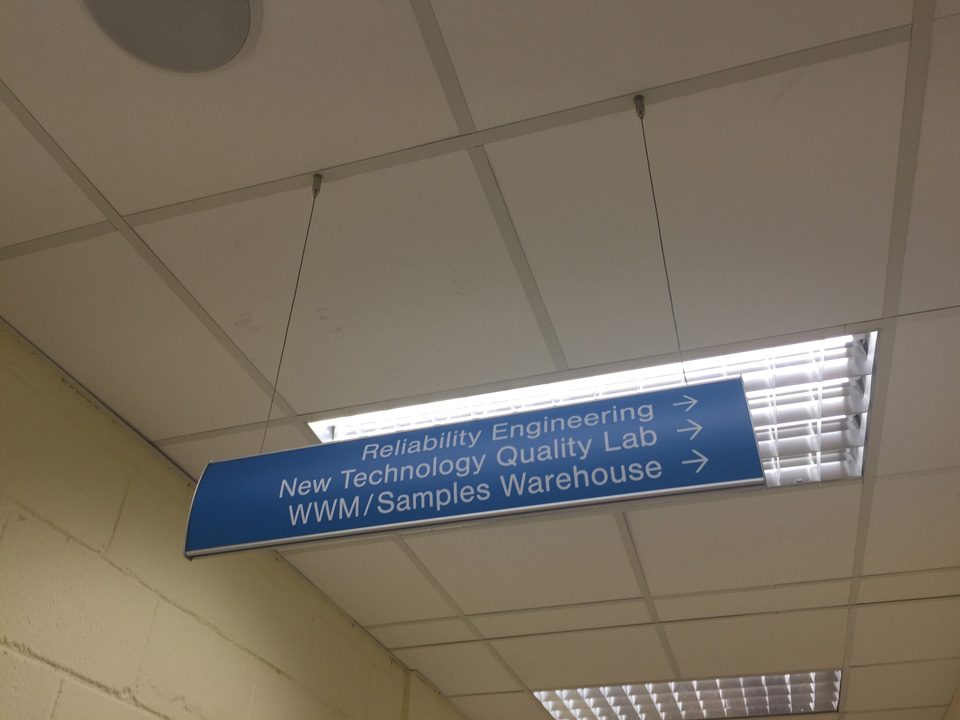 Reliability Engineering →
New Technology Quality Lab →
WWM/Samples Warehouse →